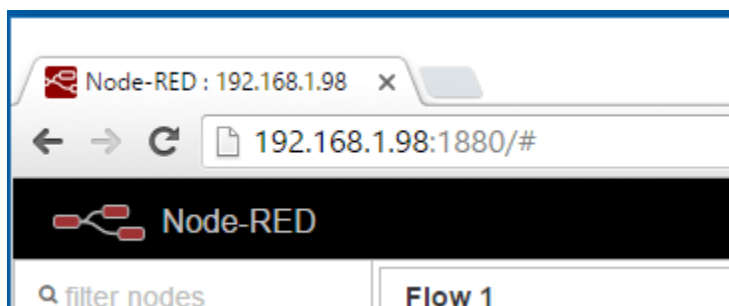 Node-RED : 192.168.1.98
192.168.1.98:1880/#
Node-RED
filter nodes
Flow 1